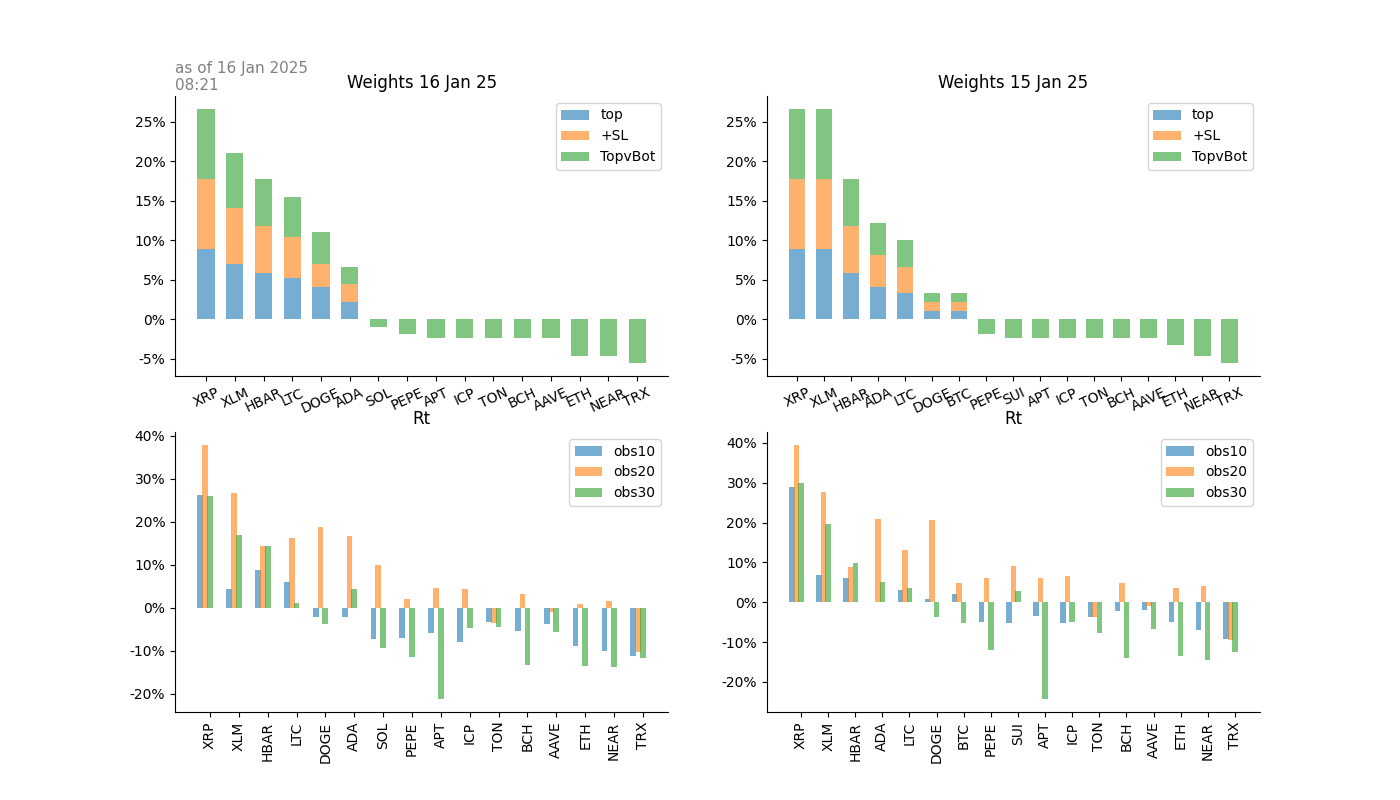 as of 16 Jan 2025
08:21
Weights 16 Jan 25
top
+SL
TopvBot
25%
20%
15%
10%
5%
0%
-5%
XRP XLM HBAR LTC DOGE ADA SOL PEPE APT ICP TON BCH AAVE ETH NEAR TRX
Weights 15 Jan 25
top
+SL
TopvBot
25%
20%
15%
10%
5%
0%
-5%
XRP XLM HBAR ADA LTC DOGE BTC PEPE SUI APT ICP TON BCH AAVE ETH NEAR TRX
Rt
obs10
obs20
obs30
40%
30%
20%
10%
0%
-10%
-20%
XRP XLM HBAR LTC DOGE ADA SOL PEPE APT ICP TON BCH AAVE ETH NEAR TRX
Rt
obs10
obs20
obs30
40%
30%
20%
10%
0%
-10%
-20%
XRP XLM HBAR ADA LTC DOGE BTC PEPE SUI APT ICP TON BCH AAVE ETH NEAR TRX